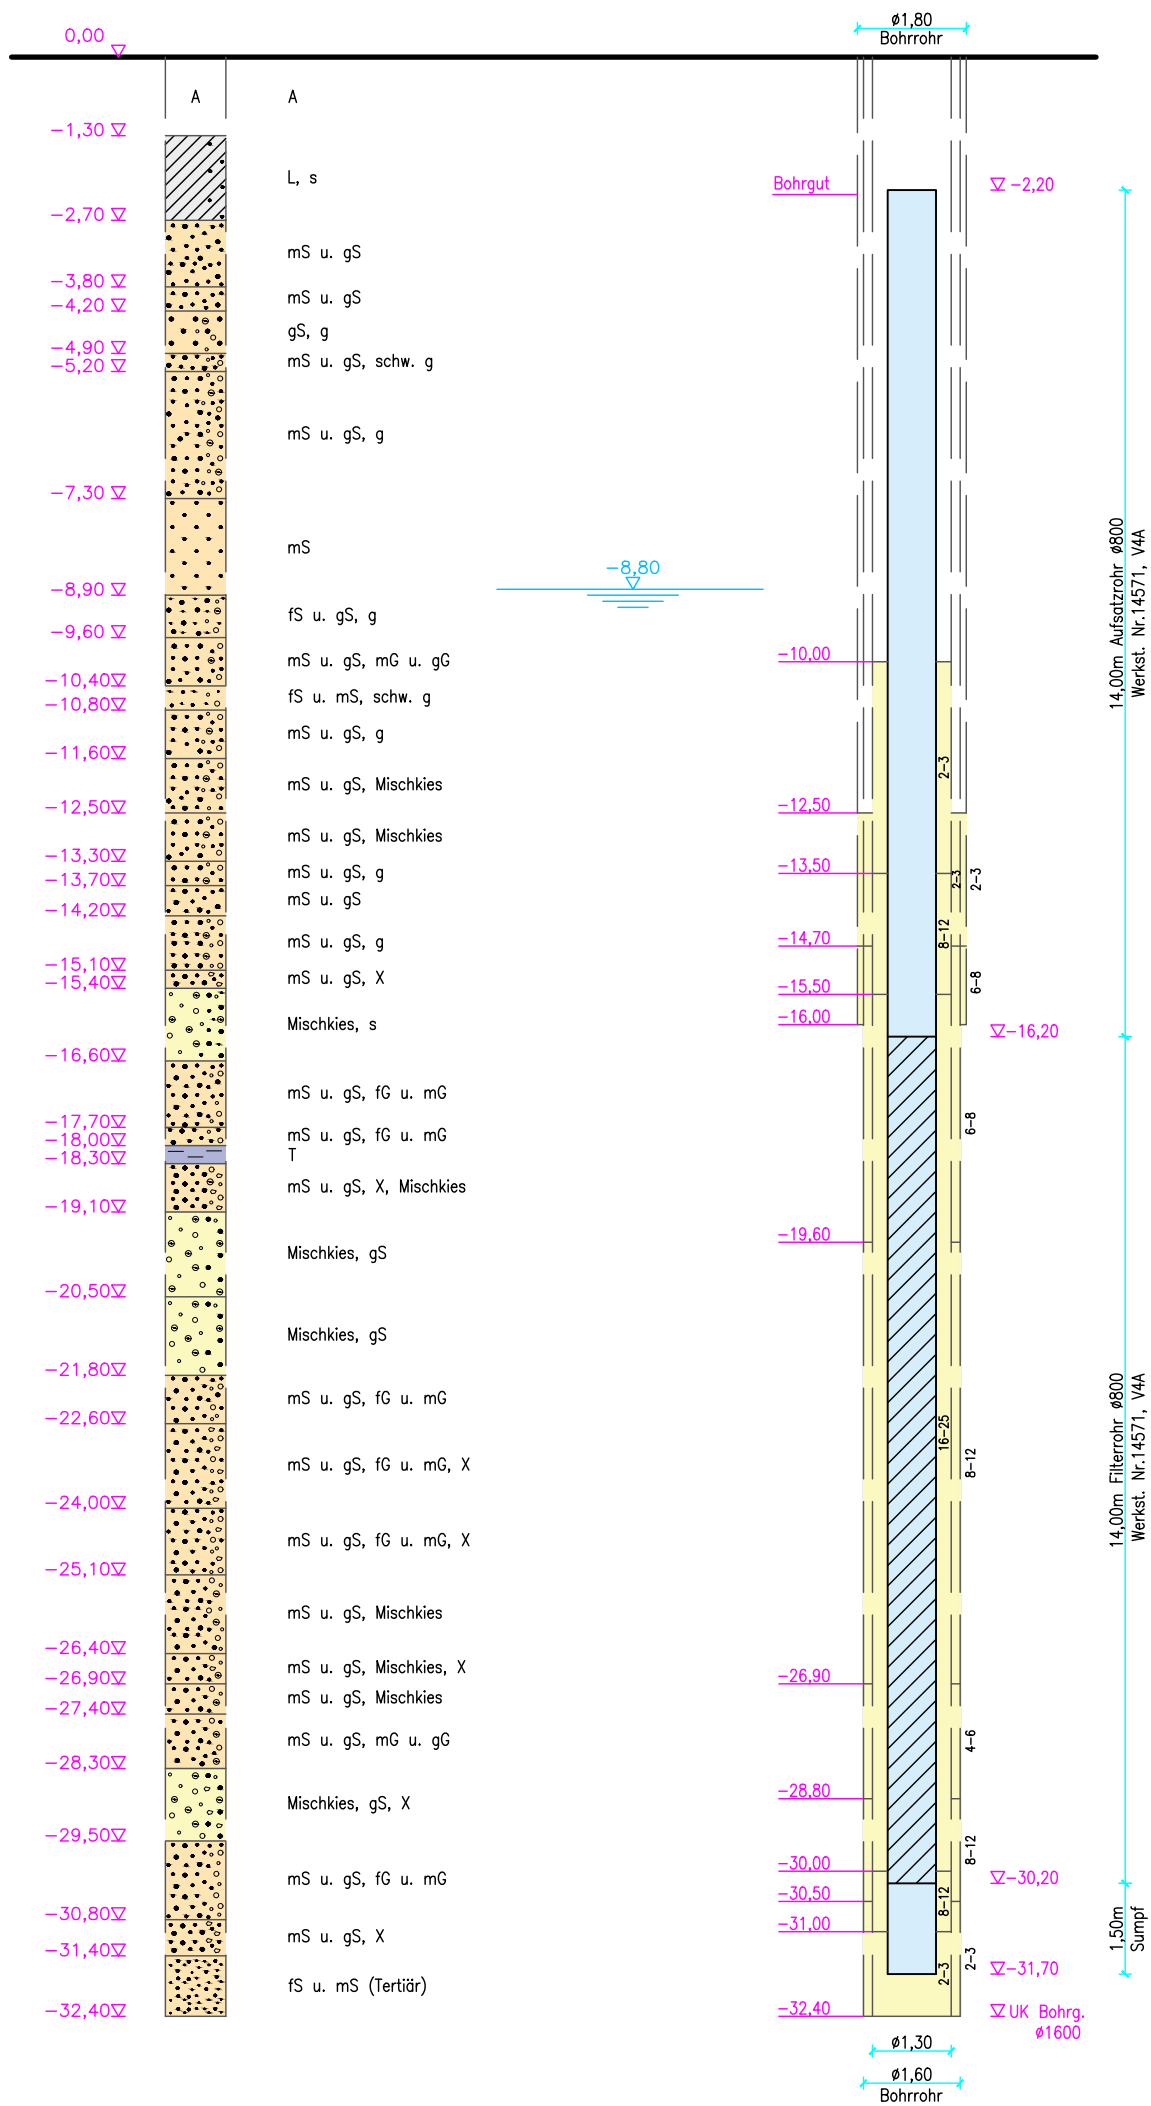 ø1,80
Bohrrohr
0,00
A
A
-1,30
L, s
Bohrgut
-2,20
-2,70
mS u. gS
-3,80
mS u. gS
-4,20
gS, g
-4,90
mS u. gS, schw. g
-5,20
mS u. gS, g
-7,30
mS
-8,80
-8,90
fS u. gS, g
-9,60
mS u. gS, mG u. gG
-10,00
-10,40
fS u. mS, schw. g
-10,80
mS u. gS, g
-11,60
mS u. gS, Mischkies
2-3
-12,50
-12,50
mS u. gS, Mischkies
-13,30
mS u. gS, g
-13,50
-13,70
2-3
2-3
mS u. gS
-14,20
mS u. gS, g
-14,70
8-12
-15,10
mS u. gS, X
-15,40
-15,50
6-8
Mischkies, s
-16,00
-16,20
-16,60
mS u. gS, fG u. mG
-17,70
6-8
mS u. gS, fG u. mG
-18,00
T
-18,30
mS u. gS, X, Mischkies
-19,10
Mischkies, gS
-19,60
-20,50
Mischkies, gS
-21,80
mS u. gS, fG u. mG
-22,60
16-25
mS u. gS, fG u. mG, X
8-12
-24,00
mS u. gS, fG u. mG, X
-25,10
mS u. gS, Mischkies
-26,40
mS u. gS, Mischkies, X
-26,90
-26,90
mS u. gS, Mischkies
-27,40
mS u. gS, mG u. gG
4-6
-28,30
-28,80
Mischkies, gS, X
-29,50
8-12
-30,00
mS u. gS, fG u. mG
-30,20
-30,50
8-12
-30,80
-31,00
mS u. gS, X
-31,40
2-3
2-3
-31,70
fS u. mS (Tertiär)
-32,40
-32,40
UK Bohrg.
ø1600
14,00m Aufsatzrohr ø800
Werkst. Nr.14571, V4A
14,00m Filterrohr ø800
Werkst. Nr.14571, V4A
1,50m
Sumpf
ø1,30
ø1,60
Bohrrohr